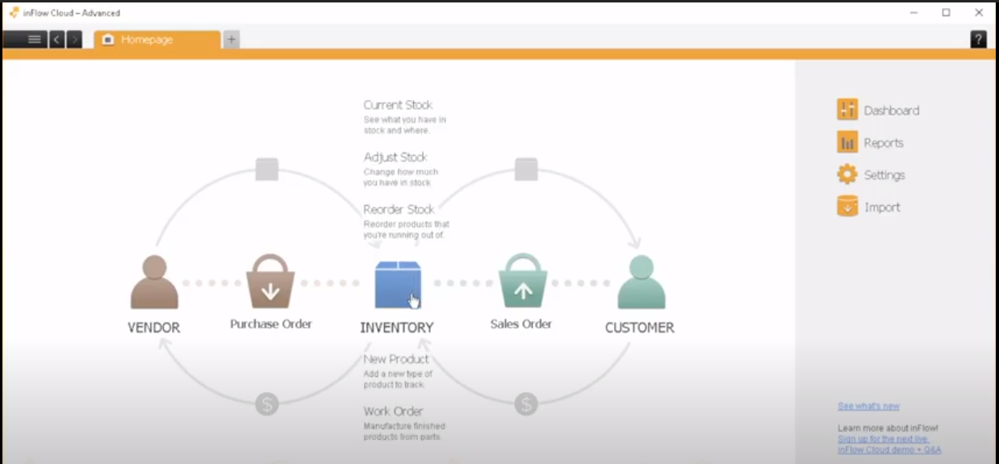 inFlow Cloud – Advanced
Homepage
+
?
Current Stock
See what you have in
stock and where.
Adjust Stock
Change how much
you have in stock
Reorder Stock
Reorder products that
you're running out of.
VENDOR
Purchase Order
INVENTORY
Sales Order
CUSTOMER
New Product
Add a new type of
product to track.
Work Order
Manufacture finished
products from parts.
$
$
Dashboard
Reports
Settings
Import
See what's new
Learn more about inFlow!
Sign up for the next live
inFlow Cloud demo + Q&A